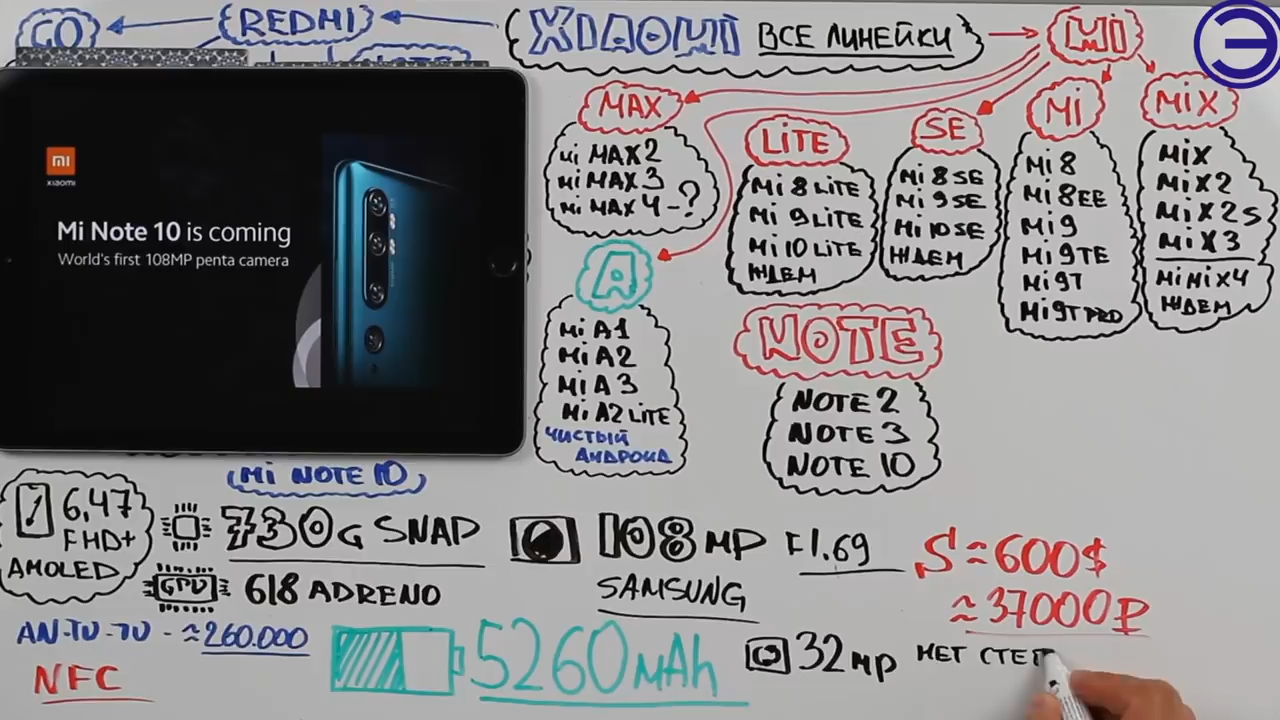 GO
REDMI
XIAOMI ВСЕ ЛИНЕЙКИ
Mi
Э
NOTE
mi
xiaomi
Mi Note 10 is coming
World's first 108MP penta camera
MAX
Mi MAX 2
Mi MAX 3
Mi MAX 4 - ?
LiTE
Mi 8 LiTE
Mi 9 LiTE
Mi 10 LiTE
ЖДЕМ
SE
Mi 8 SE
Mi 9 SE
Mi 10 SE
ЖДЕМ
Mi
Mi 8
Mi 8EE
Mi 9
Mi 9TE
Mi 9T
Mi 9T PRO
MiX
MiX
MiX 2
MiX 2S
MiX 3
Mi MiX 4
ЖДЕМ
A
Mi A1
Mi A2
Mi A3
Mi A2 LiTE
ЧИСТЫЙ
АНДРОИД
NOTE
NOTE 2
NOTE 3
NOTE 10
Mi NOTE 10
6,47
FHD+
AMOLED
730G SNAP
GPU 618 ADRENO
AN-TU-TU - ≈260.000
NFC
5260 mAh
108 MP F1.69
SAMSUNG
32 MP НЕТ СТЕР
S ≈ 600$
≈ 37000₽